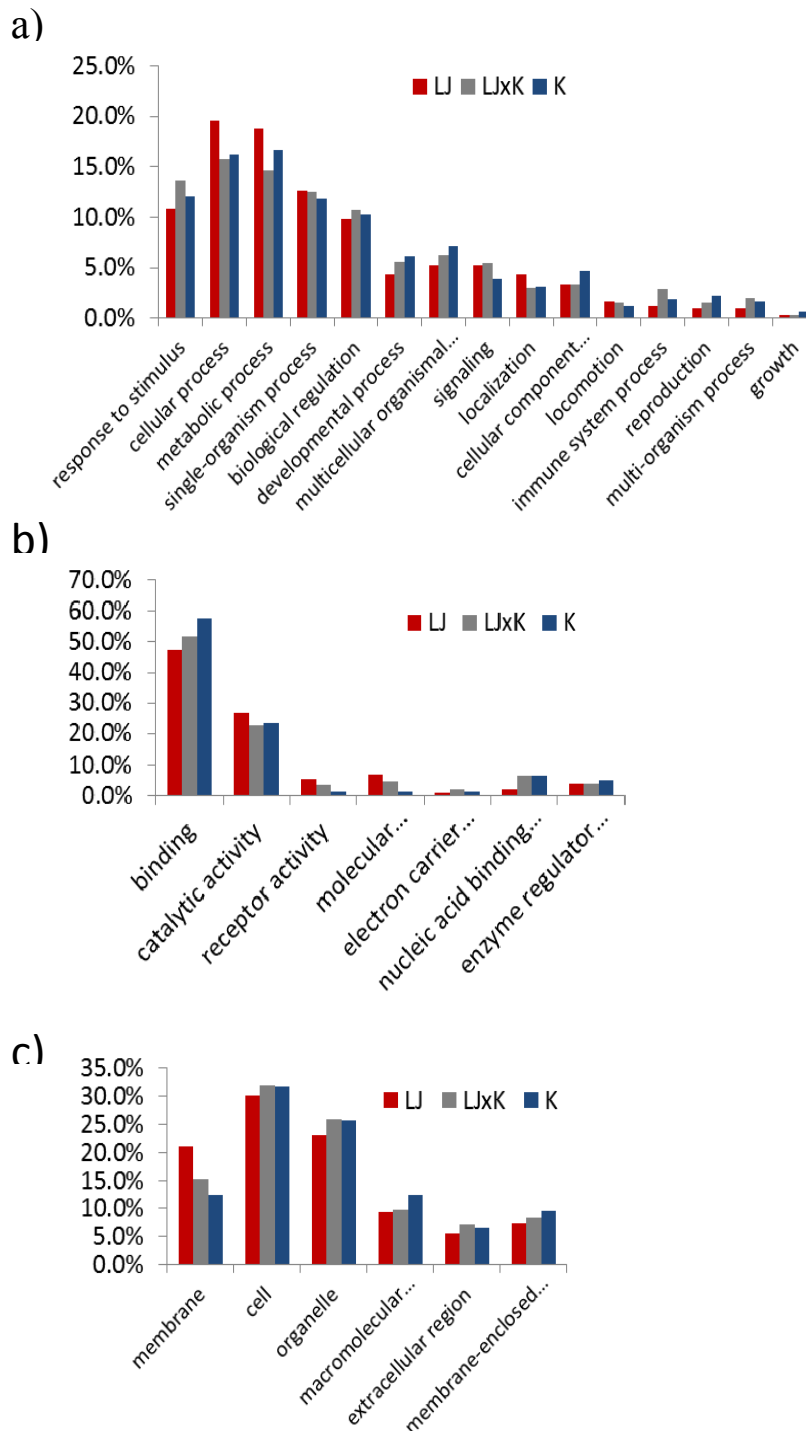 a)
25.0%
20.0%
15.0%
10.0%
5.0%
0.0%
LJ LJxK K
response to stimulus
cellular process
metabolic process
single-organism process
biological regulation
developmental process
multicellular organismal...
signaling
localization
cellular component...
locomotion
immune system process
reproduction
multi-organism process
growth
b)
70.0%
60.0%
50.0%
40.0%
30.0%
20.0%
10.0%
0.0%
LJ LJxK K
binding
catalytic activity
receptor activity
molecular...
electron carrier...
nucleic acid binding...
enzyme regulator...
c)
35.0%
30.0%
25.0%
20.0%
15.0%
10.0%
5.0%
0.0%
LJ LJxK K
membrane
cell
organelle
macromolecular...
extracellular region
membrane-enclosed...